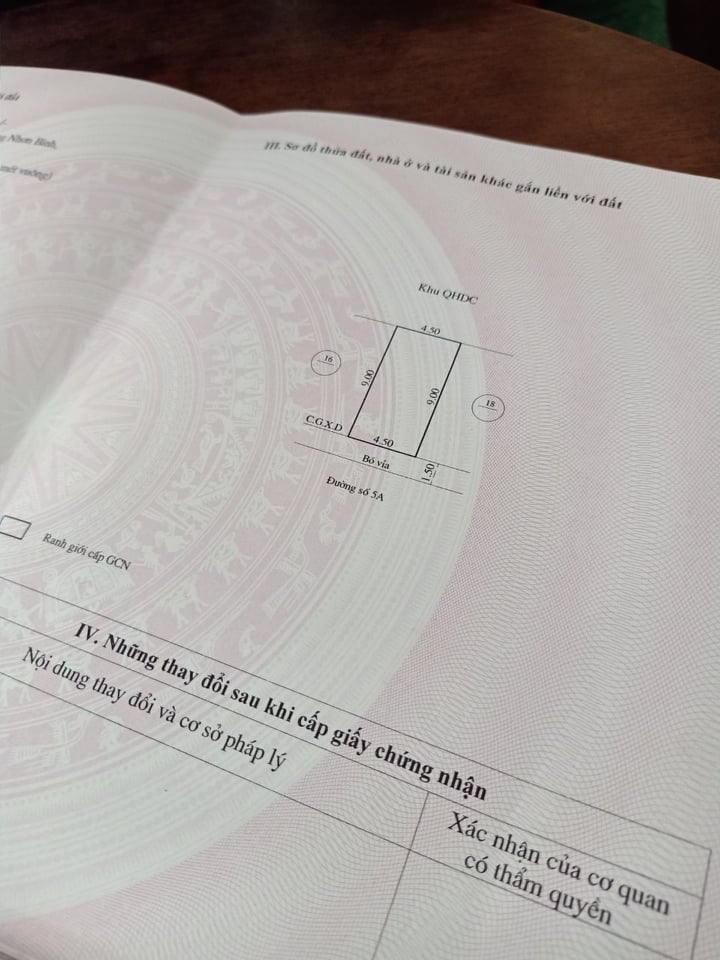 i đất
g Nhơn Bình,
mét vuông)
III. Sơ đồ thửa đất, nhà ở và tài sản khác gắn liền với đất
Khu QHDC
4.50
16
9.00
9.00
18
C.G.X.D
4.50
Bó vỉa
1.50
Đường số 5A
Ranh giới cấp GCN
IV. Những thay đổi sau khi cấp giấy chứng nhận
Nội dung thay đổi và cơ sở pháp lý
Xác nhận của cơ quan
có thẩm quyền